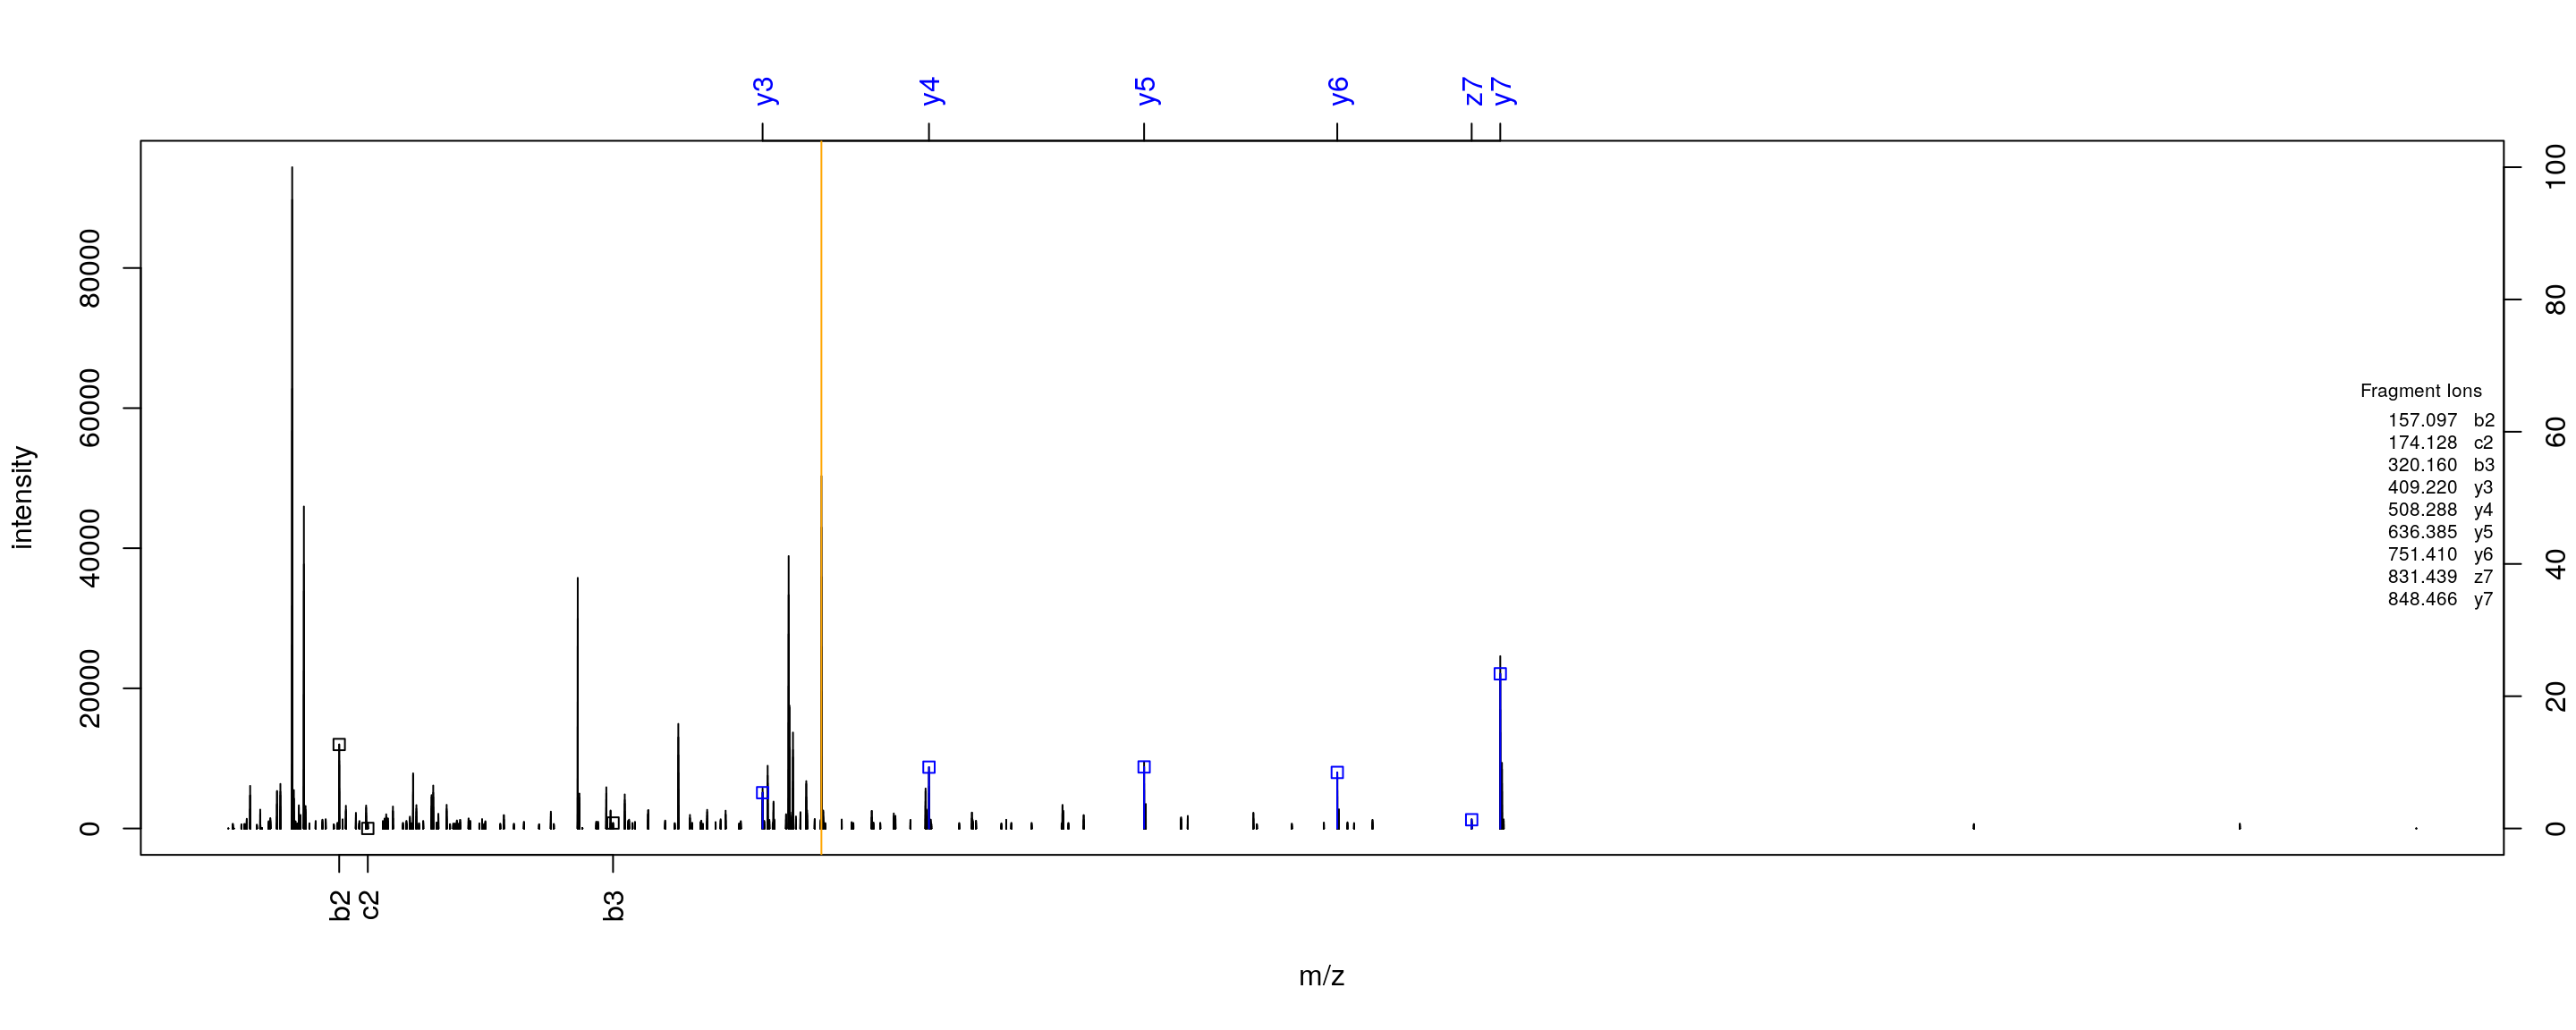 y3 y4 y5 y6 z7 y7
100
80
60
40
20
0
80000
60000
40000
20000
0
intensity
Fragment Ions
157.097 b2
174.128 c2
320.160 b3
409.220 y3
508.288 y4
636.385 y5
751.410 y6
831.439 z7
848.466 y7
b2 c2 b3
m/z